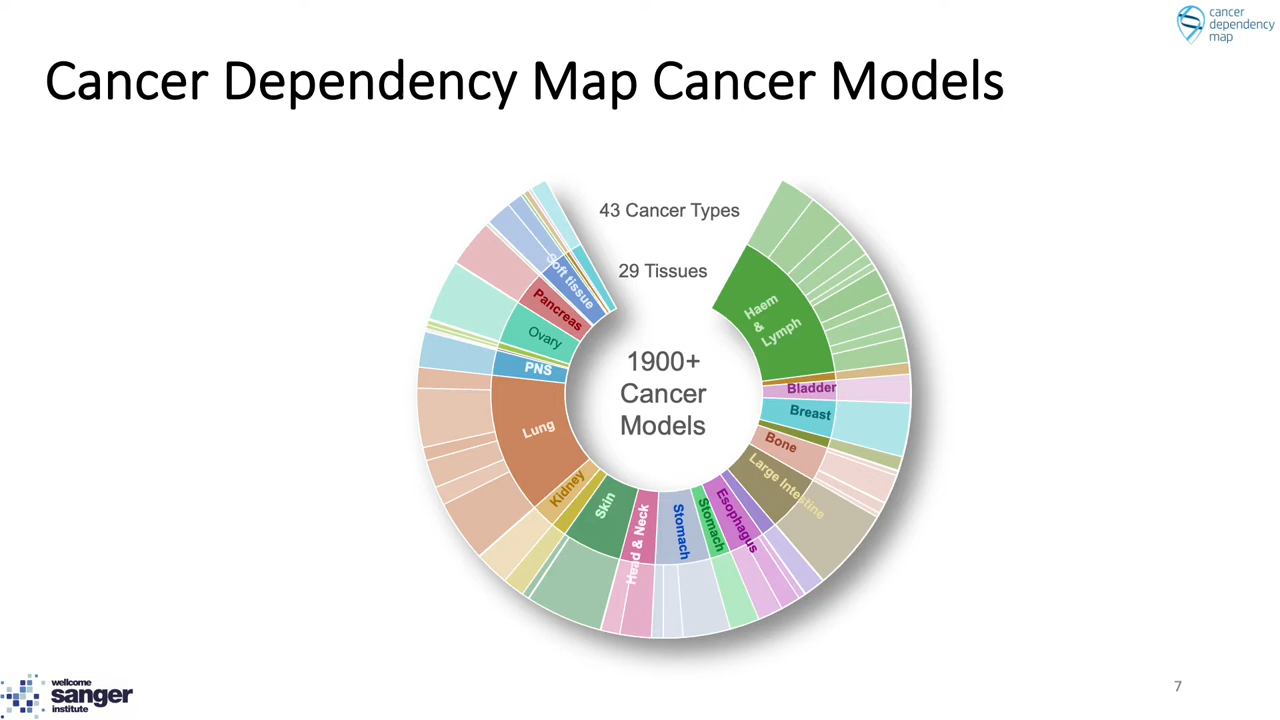 cancer
dependency
map
Cancer Dependency Map Cancer Models
43 Cancer Types
29 Tissues
1900+
Cancer
Models
Haem
&
Lymph
Bladder
Breast
Bone
Large Intestine
Esophagus
Stomach
Stomach
Head & Neck
Skin
Kidney
Lung
PNS
Ovary
Pancreas
Soft tissue
wellcome
sanger
institute
7